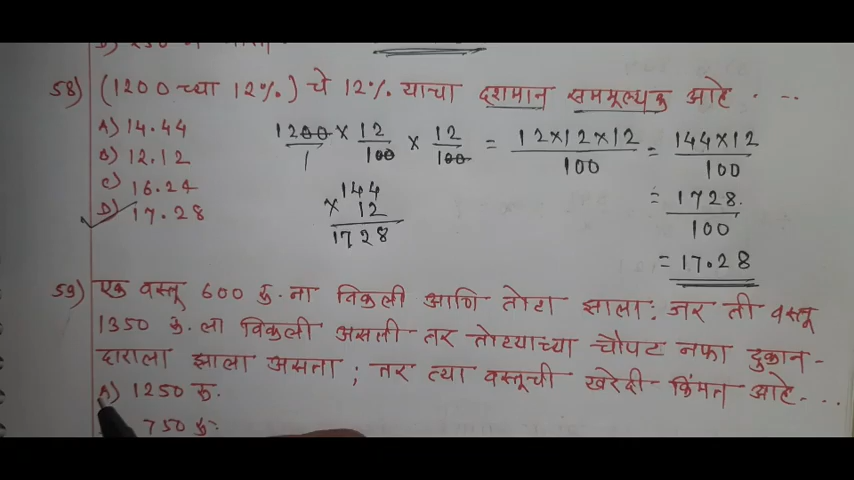 58) (1200 च्या 12%) चे 12% याचा दशमान सममूल्यक आहे . ...
A) 14.44
B) 12.12
C) 16.24
D) 17.28
1200/1 × 12/100 × 12/100 = 12×12×12/100 = 144×12/100
= 1728/100
= 17.28
144
× 12
1728
59) एक वस्तू 600 रु. ना विकली आणि तोटा झाला. जर ती वस्तू
1350 रु. ला विकली असती तर तोट्याच्या चौपट नफा दुकान-
दाराला झाला असता ; तर त्या वस्तूची खरेदी किंमत आहे. ...
A) 1250 रु.
750 रु.